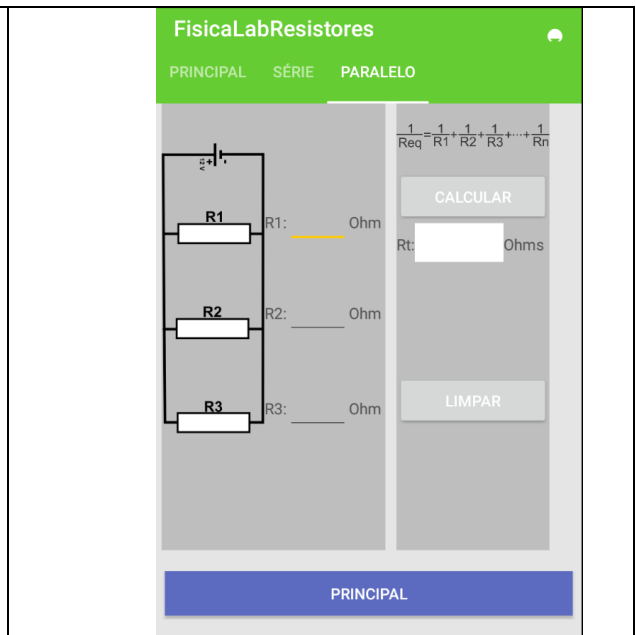 FisicaLabResistores
PRINCIPAL SÉRIE PARALELO
1/Req=1/R1+1/R2+1/R3+···+1/Rn
CALCULAR
R1
R1: Ohm
Rt: Ohms
R2
R2: Ohm
R3
R3: Ohm
LIMPAR
PRINCIPAL